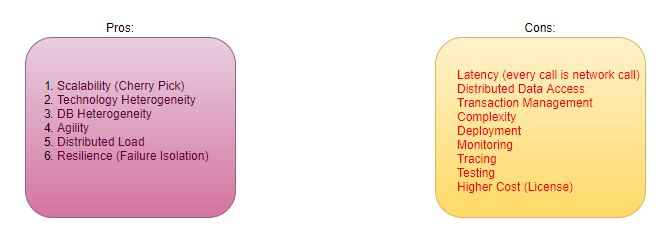 Pros:
1. Scalability (Cherry Pick)
2. Technology Heterogeneity
3. DB Heterogeneity
4. Agility
5. Distributed Load
6. Resilience (Failure Isolation)
Cons:
Latency (every call is network call)
Distributed Data Access
Transaction Management
Complexity
Deployment
Monitoring
Tracing
Testing
Higher Cost (License)